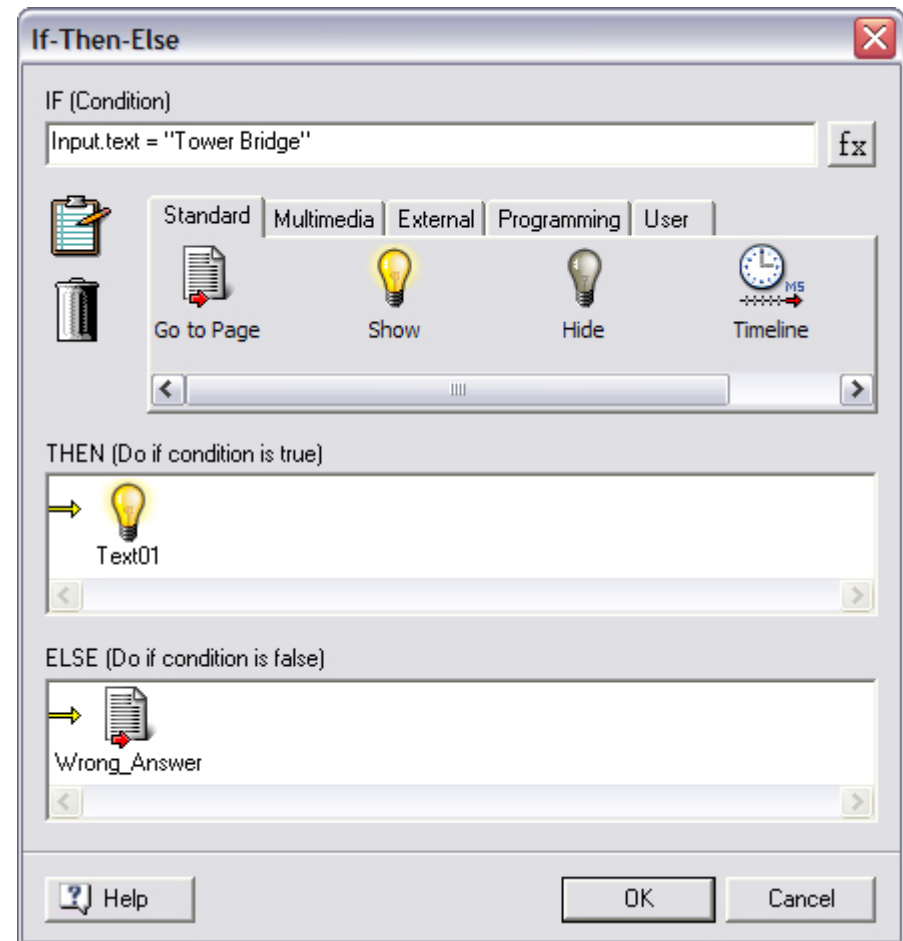 If-Then-Else
IF (Condition)
Input.text = "Tower Bridge"
fx
Standard Multimedia External Programming User
Go to Page Show Hide Timeline
MS
THEN (Do if condition is true)
Text01
ELSE (Do if condition is false)
Wrong_Answer
Help OK Cancel